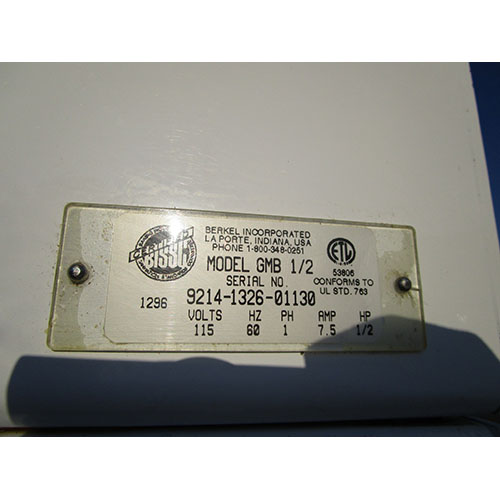 BISSC
BERKEL INCORPORATED
LA PORTE, INDIANA, USA
PHONE 1-800-348-0251
MODEL GMB 1/2
SERIAL NO.
9214-1326-01130
1296
ETL
53806
CONFORMS TO
UL STD. 763
VOLTS HZ PH AMP HP
115 60 1 7.5 1/2